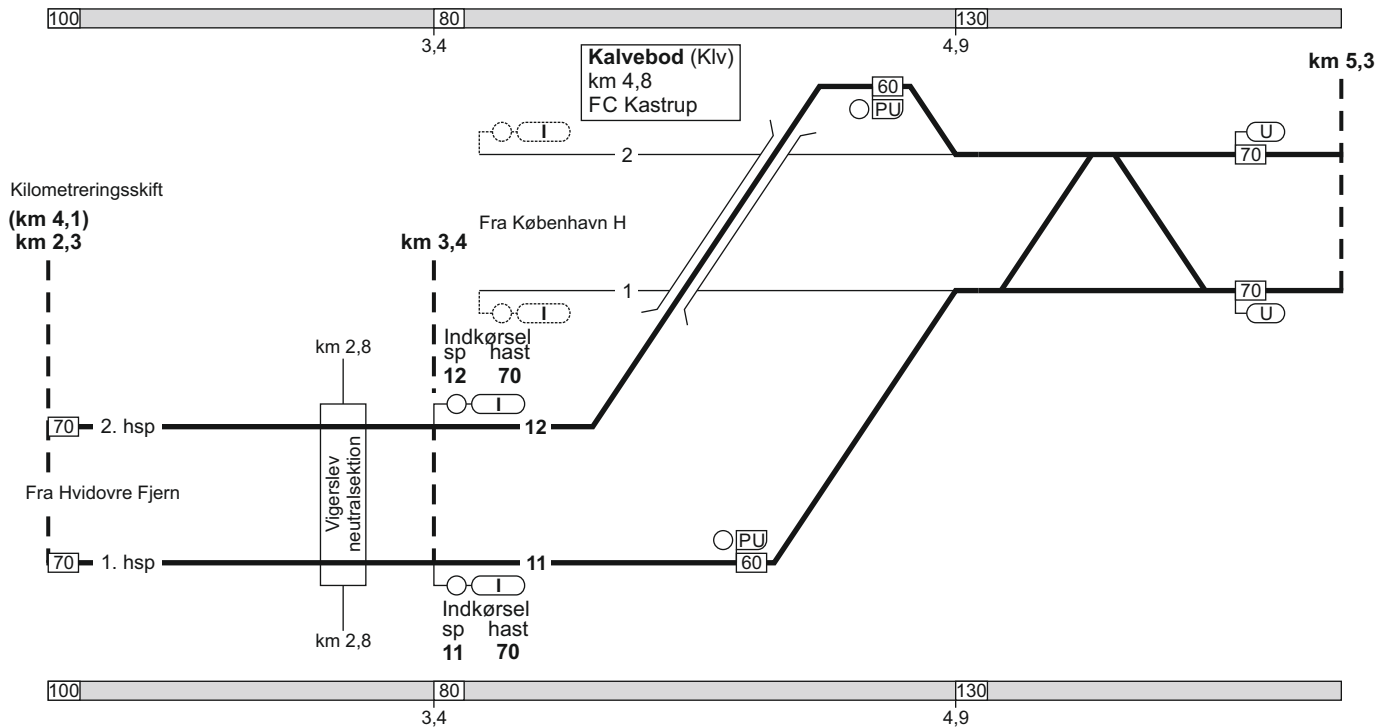 100
80
130
3,4
4,9
Kalvebod (Klv)
km 4,8
FC Kastrup
km 5,3
60
PU
I
U
2
70
Kilometreringsskift
(km 4,1)
km 2,3
Fra København H
km 3,4
1
70
I
U
km 2,8
Indkørsel
sp hast
12 70
I
70
2. hsp
12
Vigerslev
neutralsektion
Fra Hvidovre Fjern
PU
70
1. hsp
11
60
I
Indkørsel
sp hast
11 70
km 2,8
100
80
130
3,4
4,9